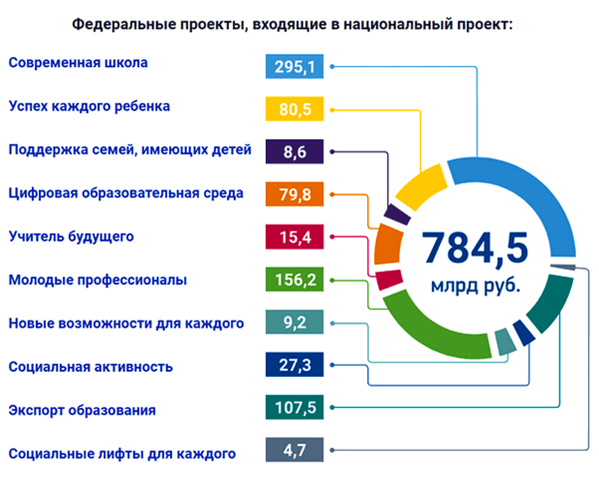 Федеральные проекты, входящие в национальный проект:
Современная школа 295,1
Успех каждого ребенка 80,5
Поддержка семей, имеющих детей 8,6
Цифровая образовательная среда 79,8
Учитель будущего 15,4
Молодые профессионалы 156,2
Новые возможности для каждого 9,2
Социальная активность 27,3
Экспорт образования 107,5
Социальные лифты для каждого 4,7
784,5
млрд руб.